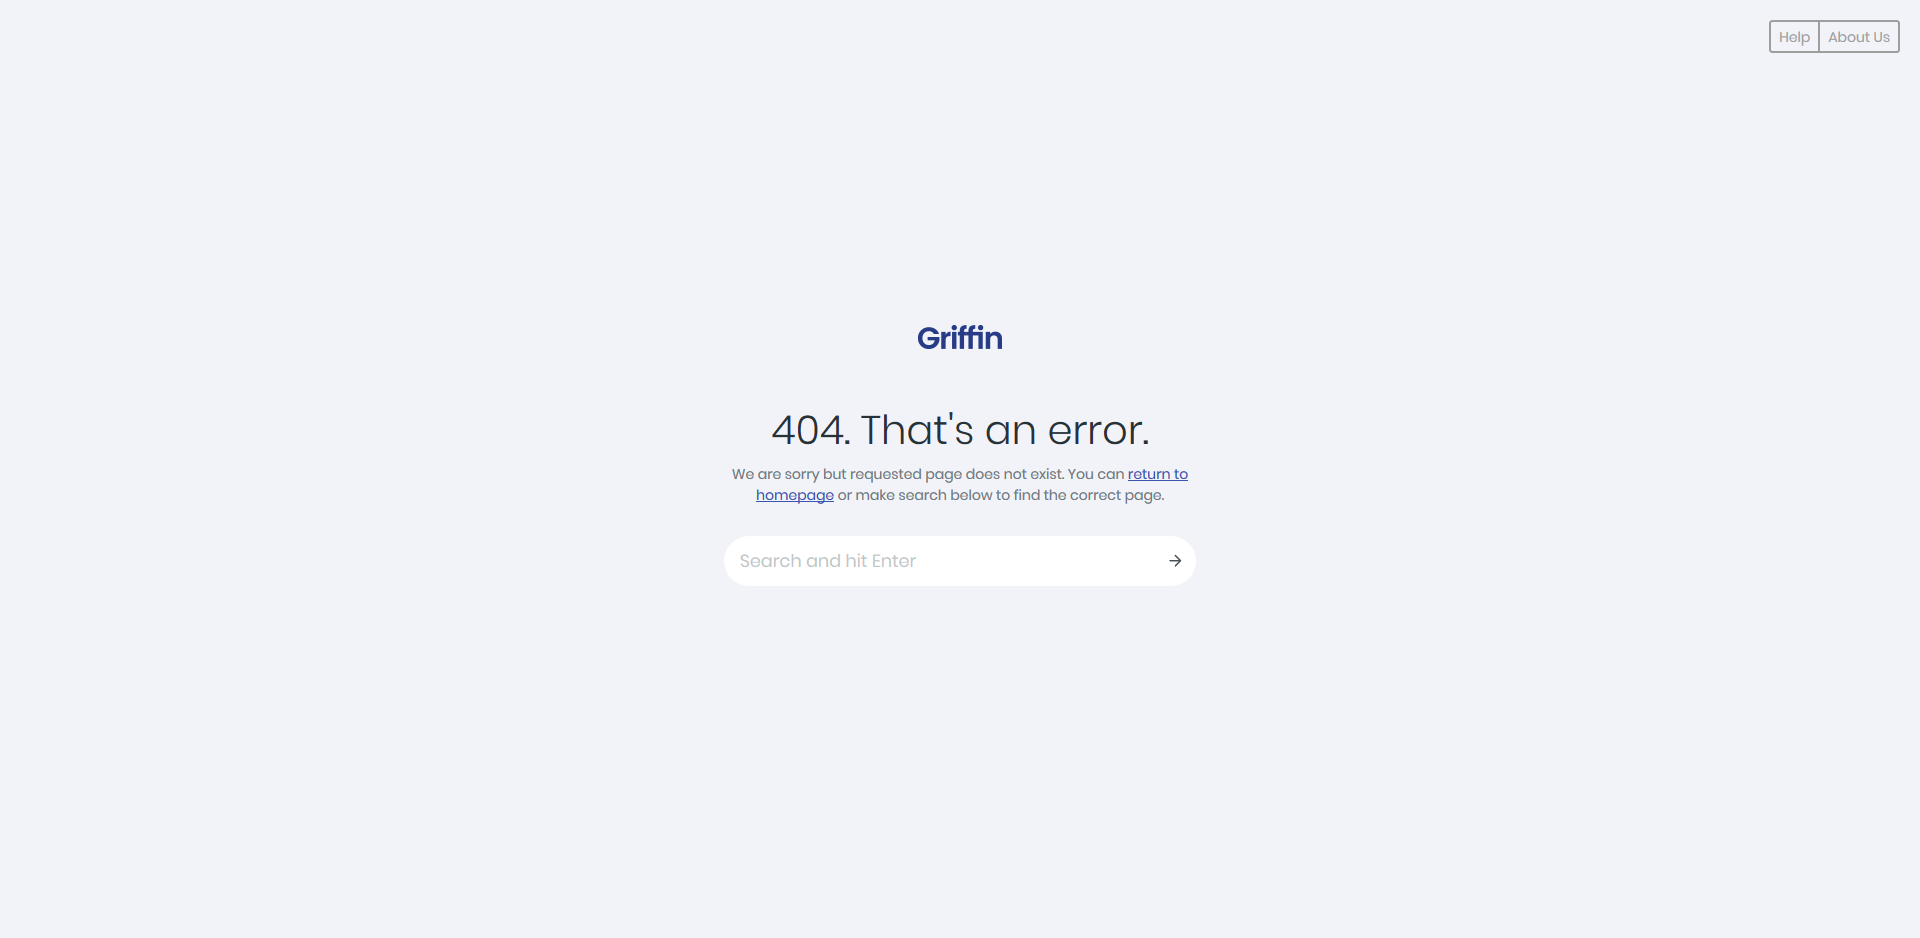 Help About Us
Griffin
404. That's an error.
We are sorry but requested page does not exist. You can return to
homepage or make search below to find the correct page.
Search and hit Enter